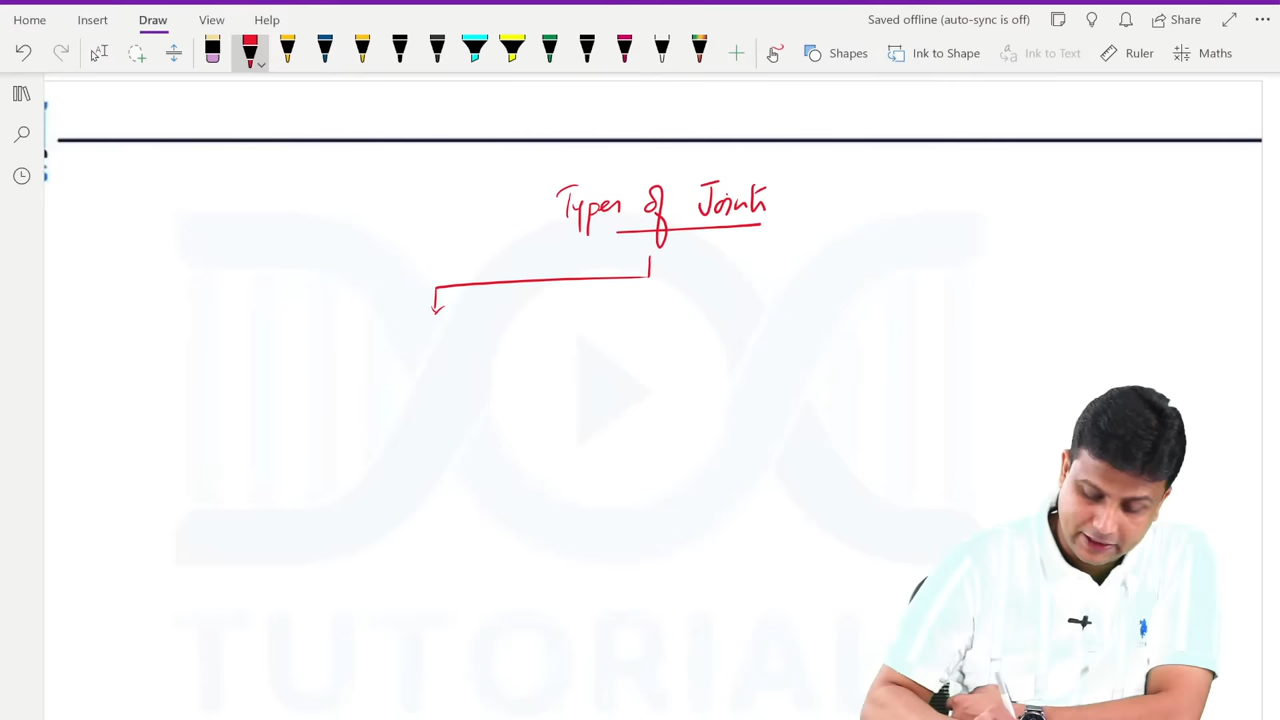 Home Insert Draw View Help Saved offline (auto-sync is off) Share
Shapes Ink to Shape Ink to Text Ruler Maths
Types of Joints
TUTORIAL